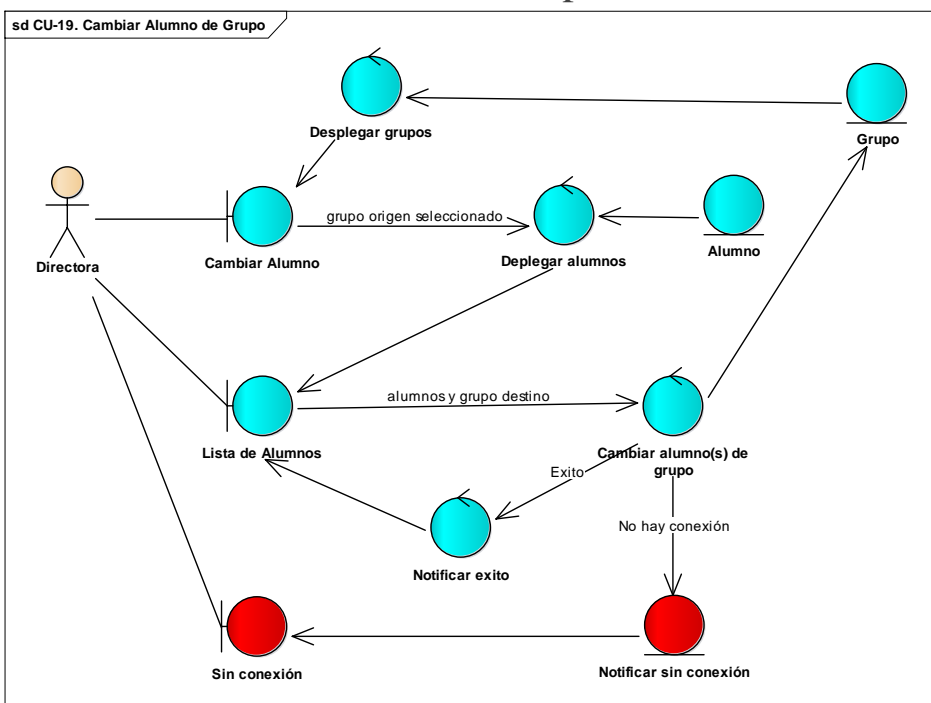 sd CU-19. Cambiar Alumno de Grupo
Desplegar grupos
Grupo
Directora
Cambiar Alumno
grupo origen seleccionado
Deplegar alumnos
Alumno
Lista de Alumnos
alumnos y grupo destino
Cambiar alumno(s) de
grupo
Exito
No hay conexión
Notificar exito
Sin conexión
Notificar sin conexión